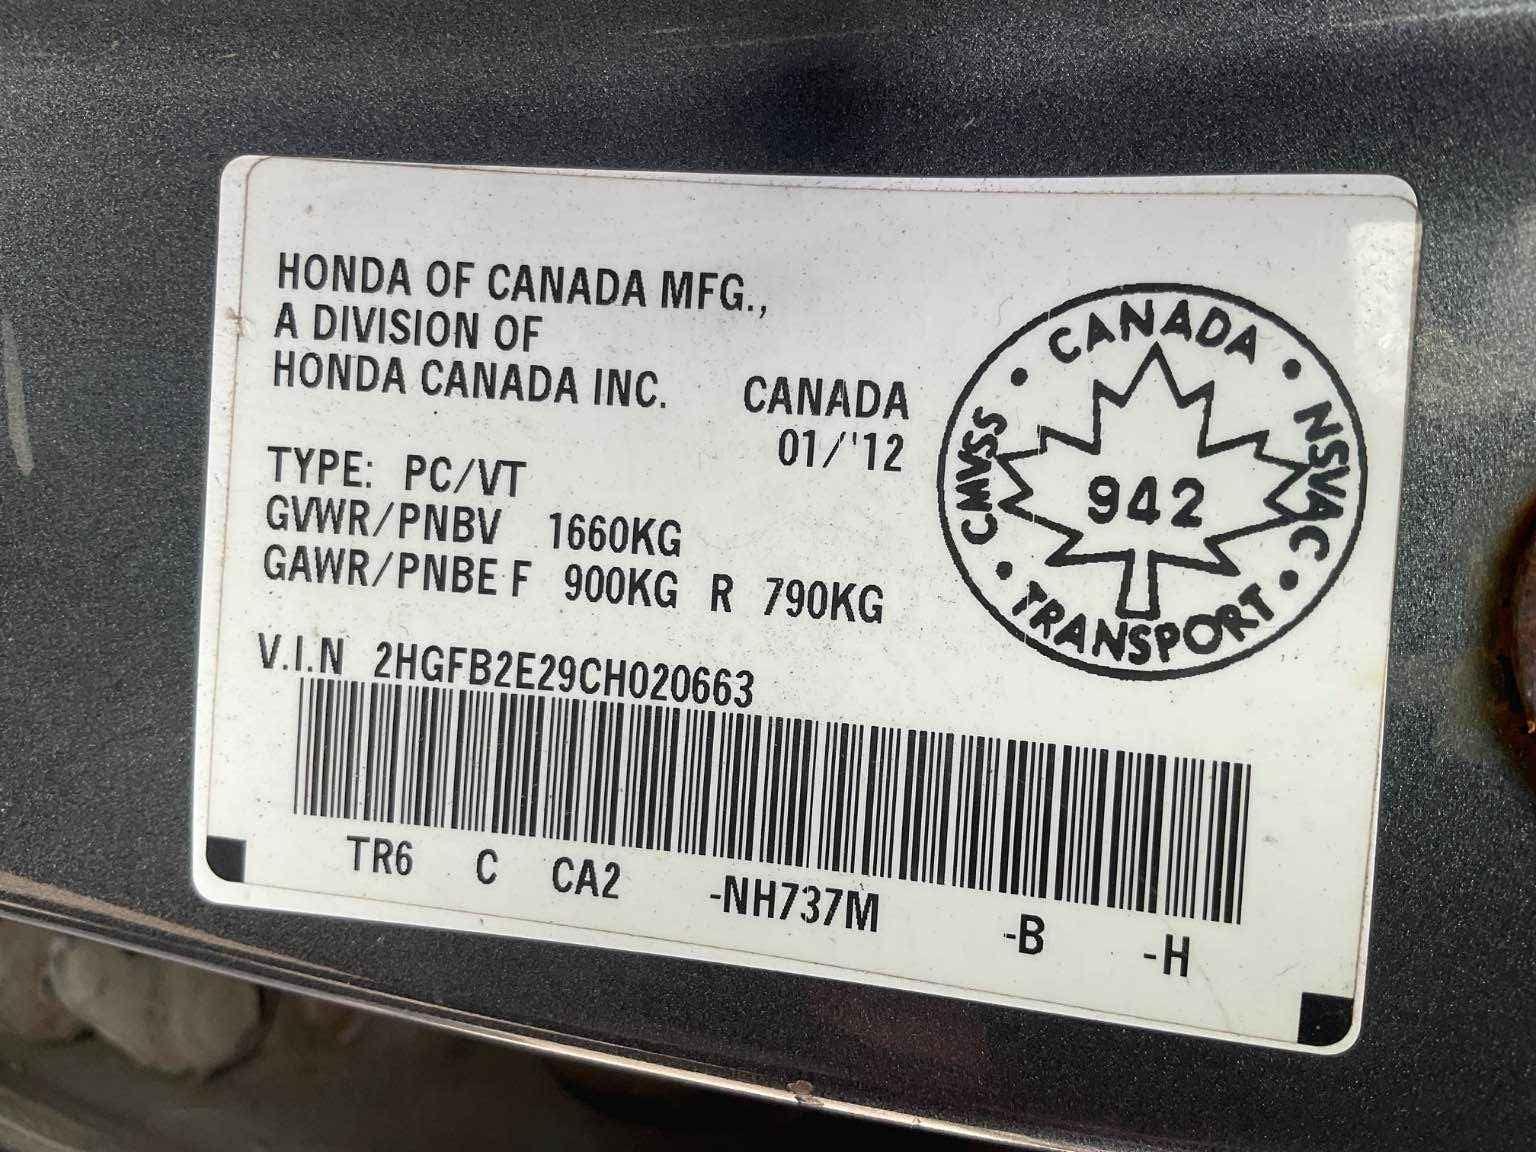 HONDA OF CANADA MFG.,
A DIVISION OF
HONDA CANADA INC.
CANADA
01/'12
TYPE: PC/VT
GVWR/PNBV 1660KG
GAWR/PNBE F 900KG R 790KG
V.I.N 2HGFB2E29CH020663
TR6 C CA2 -NH737M -B -H
CANADA • NSVAC • TRANSPORT • CMVSS •
942